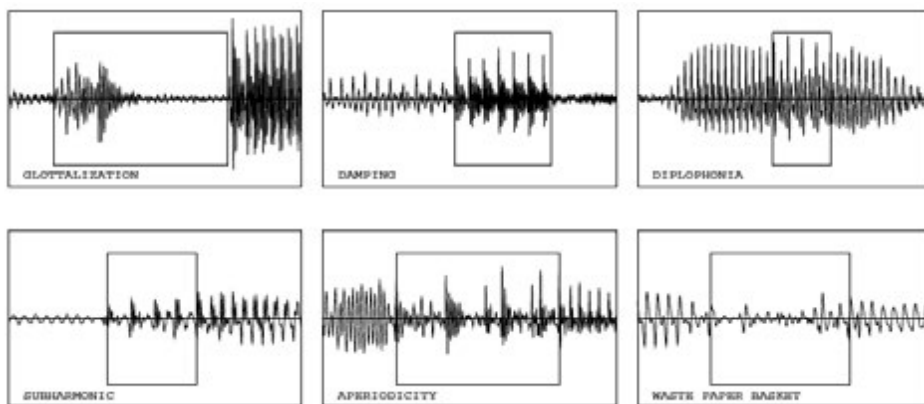 GLOTTALIZATION
DAMPING
DIPLOPHONIA
SUBHARMONIC
APERIODICITY
WASTE PAPER BASKET